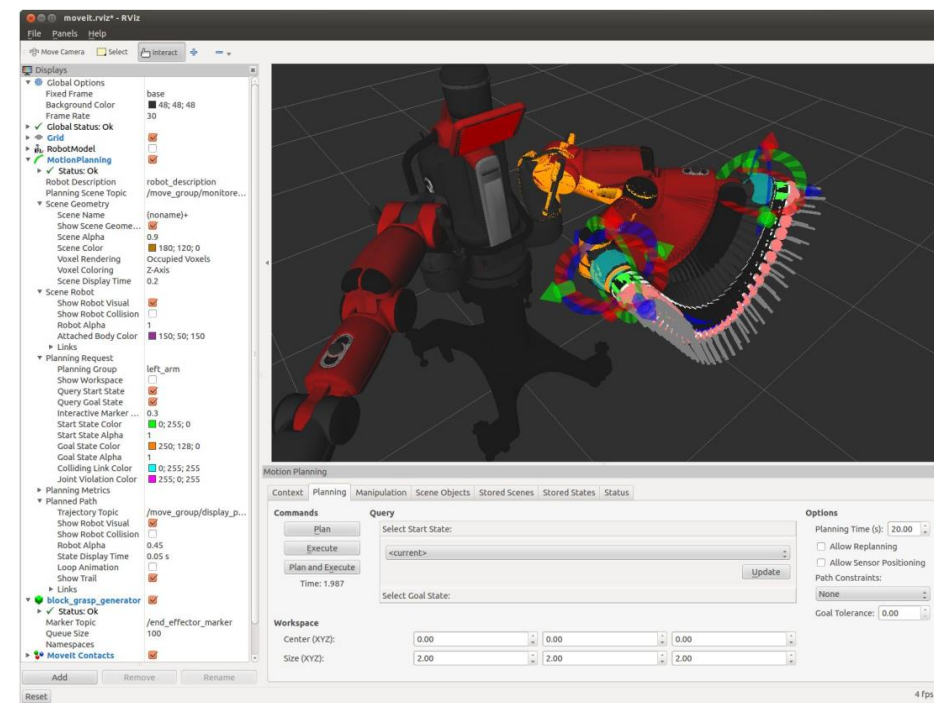 moveit.rviz* - RViz
File Panels Help
Move Camera Select Interact
Displays
Global Options
Fixed Frame base
Background Color 48; 48; 48
Frame Rate 30
Global Status: Ok
Grid
RobotModel
MotionPlanning
Status: Ok
Robot Description robot_description
Planning Scene Topic /move_group/monitore...
Scene Geometry
Scene Name (noname)+
Show Scene Geome...
Scene Alpha 0.9
Scene Color 180; 120; 0
Voxel Rendering Occupied Voxels
Voxel Coloring Z-Axis
Scene Display Time 0.2
Scene Robot
Show Robot Visual
Show Robot Collision
Robot Alpha 1
Attached Body Color 150; 50; 150
Links
Planning Request
Planning Group left_arm
Show Workspace
Query Start State
Query Goal State
Interactive Marker ... 0.3
Start State Color 0; 255; 0
Start State Alpha 1
Goal State Color 250; 128; 0
Goal State Alpha 1
Colliding Link Color 0; 255; 255
Joint Violation Color 255; 0; 255
Planning Metrics
Planned Path
Trajectory Topic /move_group/display_p...
Show Robot Visual
Show Robot Collision
Robot Alpha 0.45
State Display Time 0.05 s
Loop Animation
Show Trail
Links
block_grasp_generator
Status: Ok
Marker Topic /end_effector_marker
Queue Size 100
Namespaces
MoveIt Contacts
Add Remove Rename
Reset
Motion Planning
Context Planning Manipulation Scene Objects Stored Scenes Stored States Status
Commands Query Options
Plan Select Start State: Planning Time (s): 20.00
Execute <current> Allow Replanning
Plan and Execute Update Allow Sensor Positioning
Time: 1.987 Path Constraints:
Select Goal State: None
Goal Tolerance: 0.00
Workspace
Center (XYZ): 0.00 0.00 0.00
Size (XYZ): 2.00 2.00 2.00
4 fps